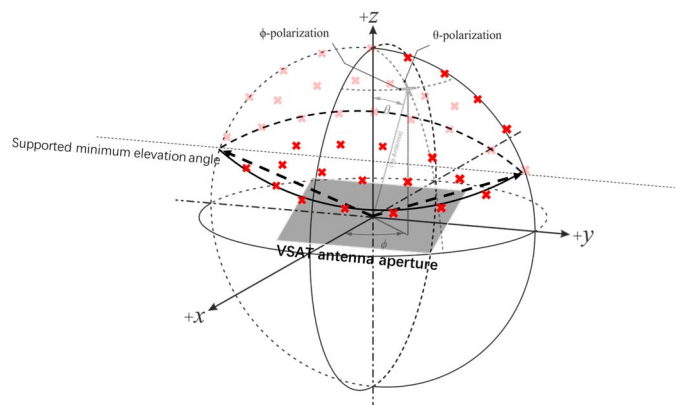 +z
ϕ-polarization
θ-polarization
θ
Supported minimum elevation angle
+y
ϕ
VSAT antenna aperture
+x